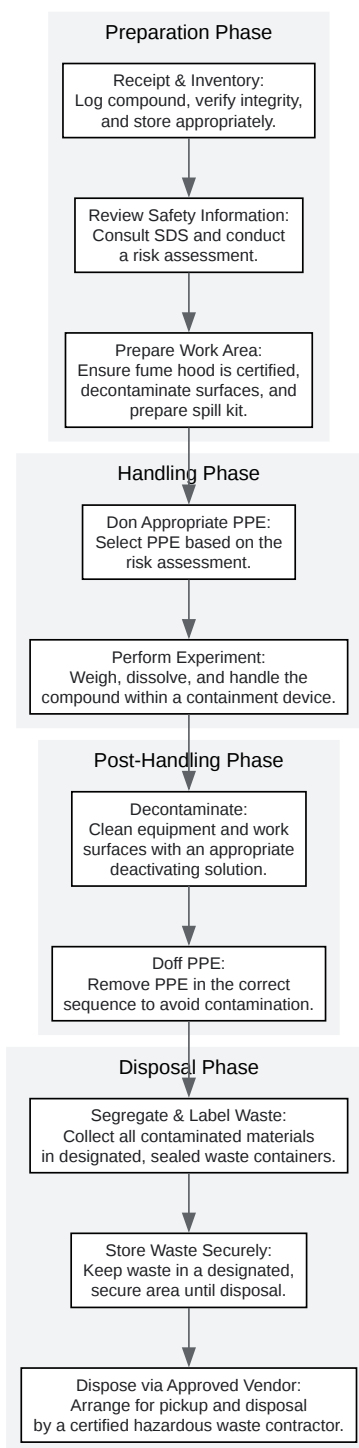 Preparation Phase
Receipt & Inventory:
Log compound, verify integrity,
and store appropriately.
Review Safety Information:
Consult SDS and conduct
a risk assessment.
Prepare Work Area:
Ensure fume hood is certified,
decontaminate surfaces, and
prepare spill kit.
Handling Phase
Don Appropriate PPE:
Select PPE based on the
risk assessment.
Perform Experiment:
Weigh, dissolve, and handle the
compound within a containment device.
Post-Handling Phase
Decontaminate:
Clean equipment and work
surfaces with an appropriate
deactivating solution.
Doff PPE:
Remove PPE in the correct
sequence to avoid contamination.
Disposal Phase
Segregate & Label Waste:
Collect all contaminated materials
in designated, sealed waste containers.
Store Waste Securely:
Keep waste in a designated,
secure area until disposal.
Dispose via Approved Vendor:
Arrange for pickup and disposal
by a certified hazardous waste contractor.